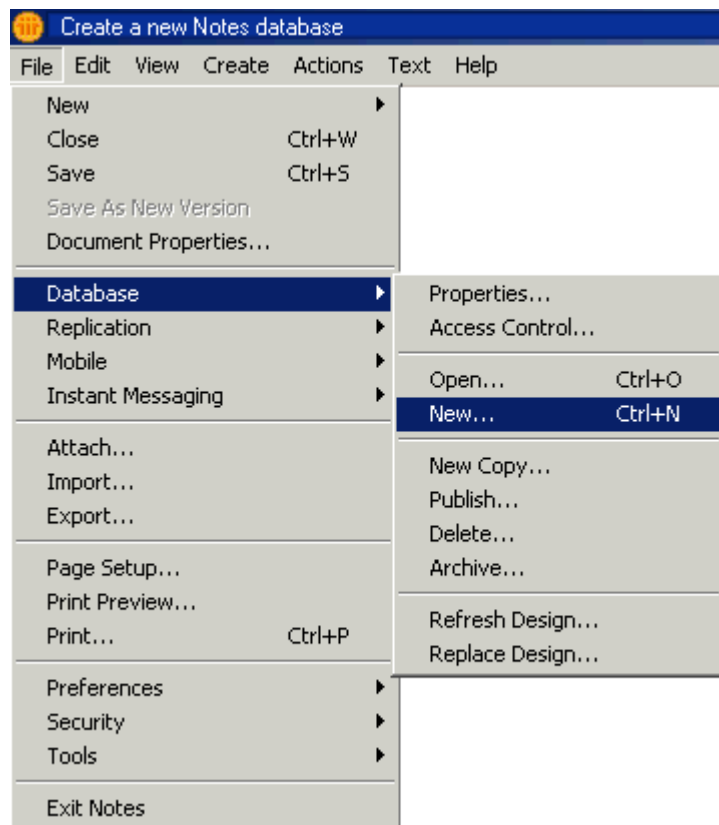 Create a new Notes database
File Edit View Create Actions Text Help
New
Close Ctrl+W
Save Ctrl+S
Save As New Version
Document Properties...
Database
Replication
Mobile
Instant Messaging
Attach...
Import...
Export...
Page Setup...
Print Preview...
Print... Ctrl+P
Preferences
Security
Tools
Exit Notes
Properties...
Access Control...
Open... Ctrl+O
New... Ctrl+N
New Copy...
Publish...
Delete...
Archive...
Refresh Design...
Replace Design...